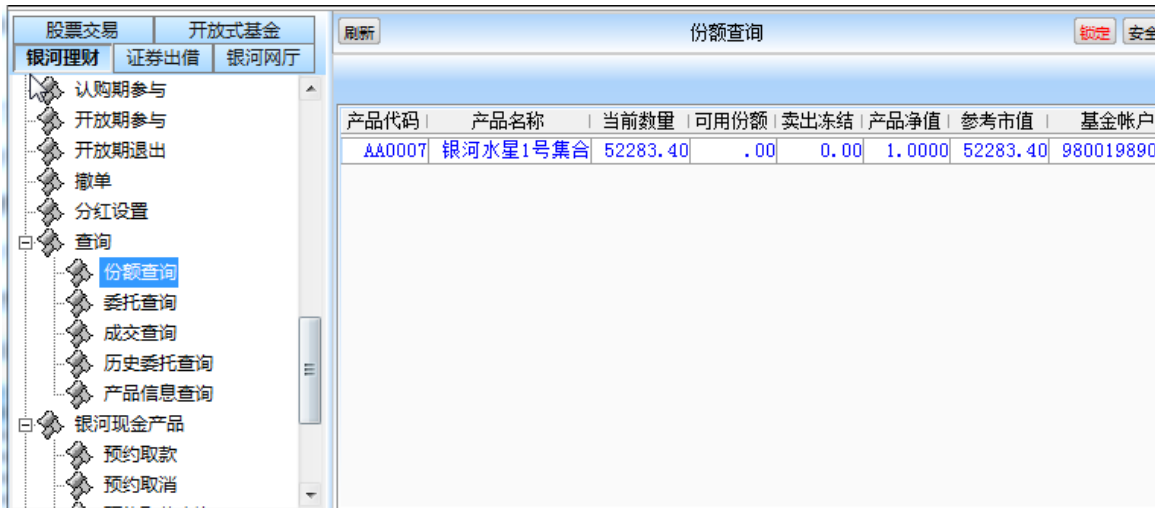 股票交易 开放式基金
银河理财 证券出借 银河网厅
认购期参与
开放期参与
开放期退出
撤单
分红设置
查询
份额查询
委托查询
成交查询
历史委托查询
产品信息查询
银河现金产品
预约取款
预约取消
刷新 份额查询 锁定 安全
产品代码 产品名称 当前数量 可用份额 卖出冻结 产品净值 参考市值 基金帐户
AA0007 银河水星1号集合 52283.40 .00 0.00 1.0000 52283.40 980019890